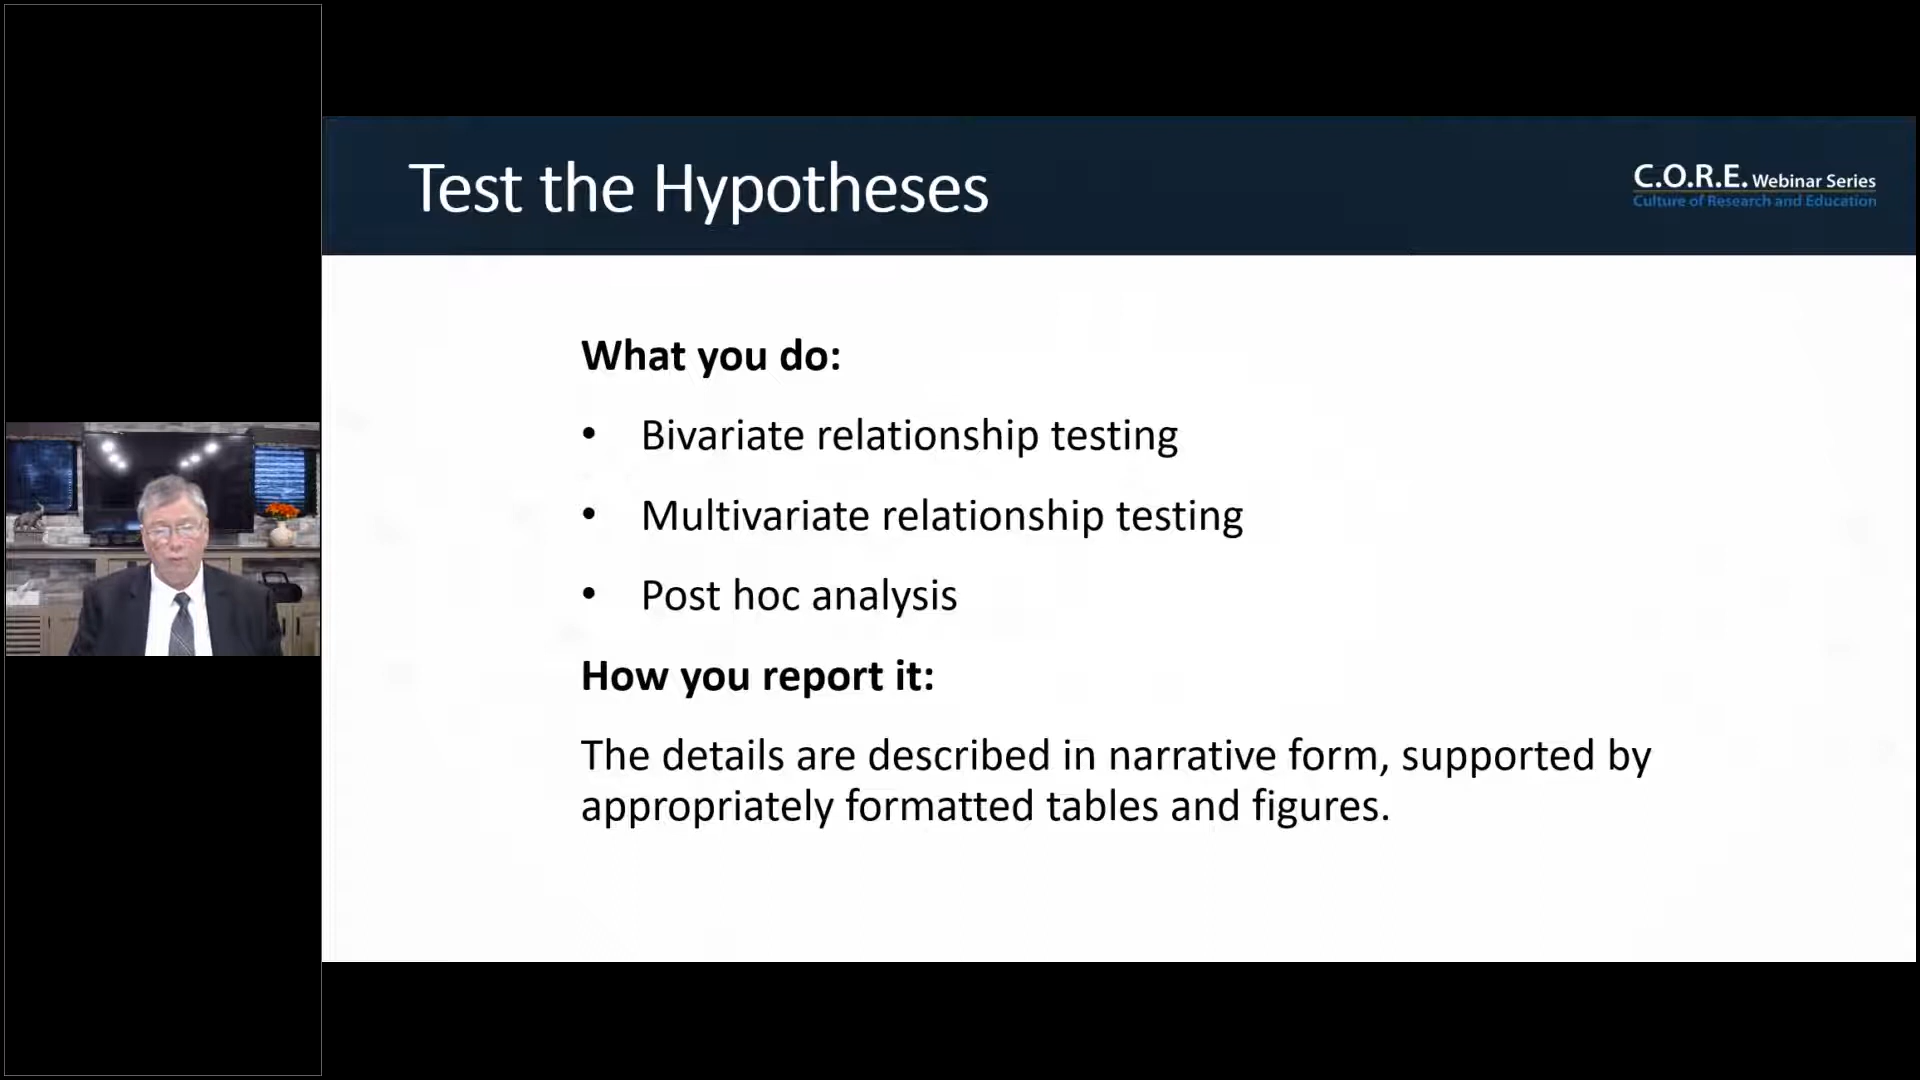 Test the Hypotheses
C.O.R.E. Webinar Series
Culture of Research and Education
What you do:
• Bivariate relationship testing
• Multivariate relationship testing
• Post hoc analysis
How you report it:
The details are described in narrative form, supported by
appropriately formatted tables and figures.